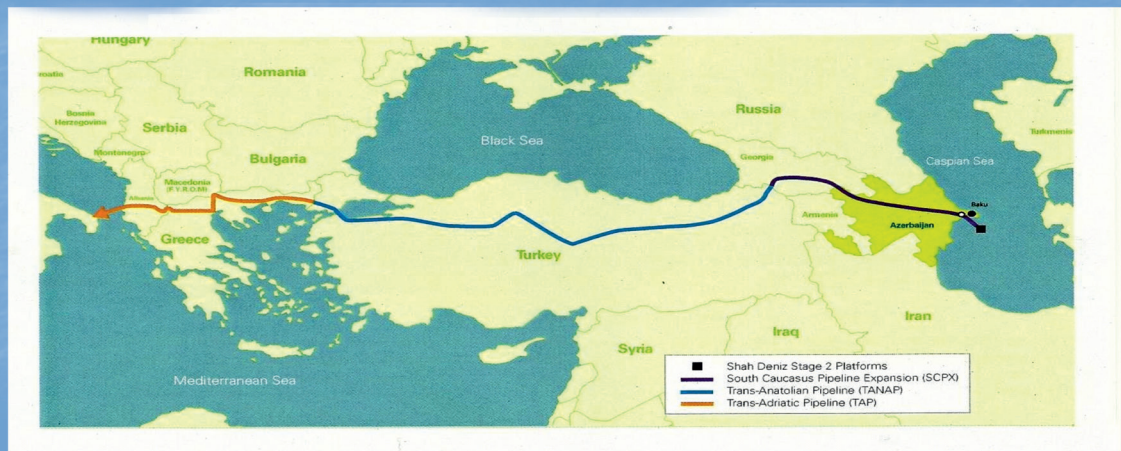 Hungary
Romania
roatia
Bosnia
Herzegovina
Serbia
Montenegro
Bulgaria
Macedonia
(F.Y.R.O.M)
Albania
Greece
Black Sea
Russia
Georgia
Caspian Sea
Turkmenis
Armenia
Baku
Azerbaijan
Turkey
Iran
Iraq
Syria
Mediterranean Sea
Shah Deniz Stage 2 Platforms
South Caucasus Pipeline Expansion (SCPX)
Trans-Anatolian Pipeline (TANAP)
Trans-Adriatic Pipeline (TAP)